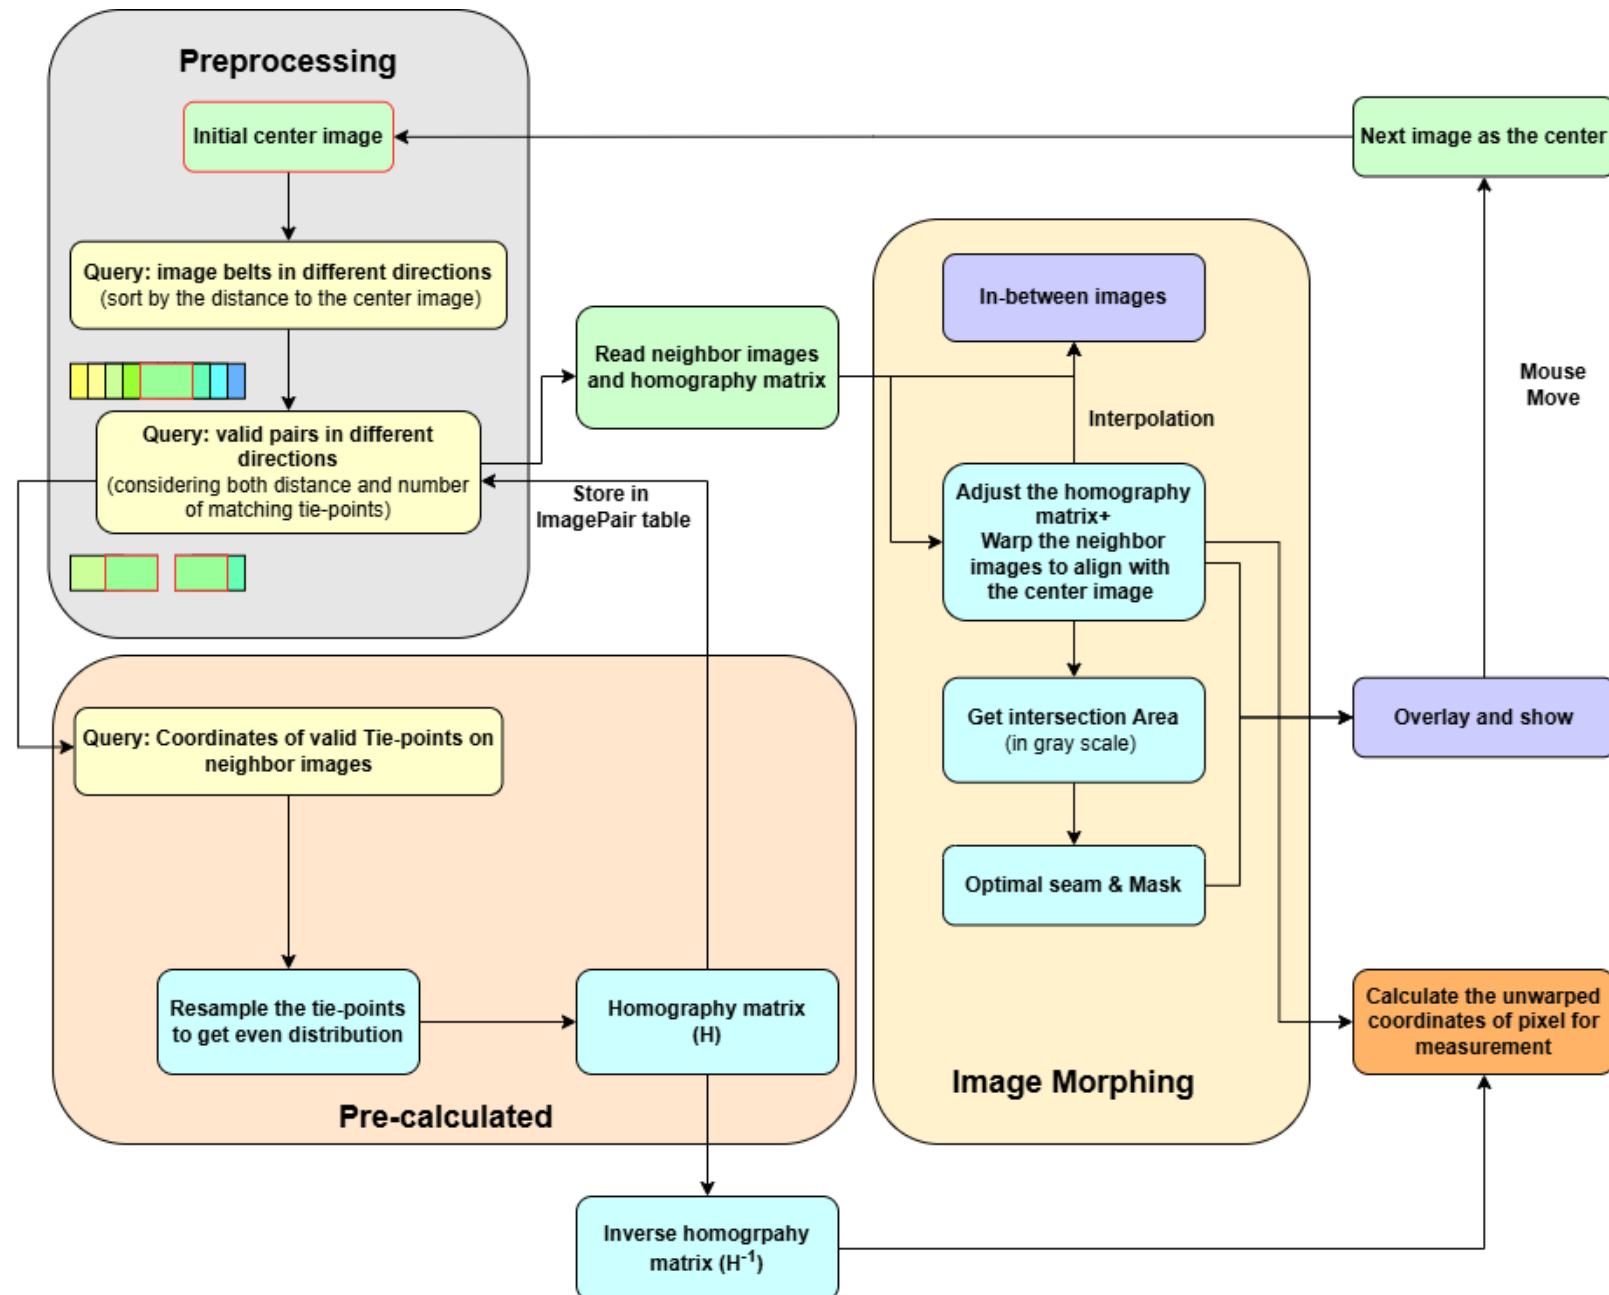 Preprocessing
Initial center image
Next image as the center
Query: image belts in different directions
(sort by the distance to the center image)
In-between images
Read neighbor images
and homography matrix
Mouse
Move
Interpolation
Query: valid pairs in different
directions
(considering both distance and number
of matching tie-points)
Store in
ImagePair table
Adjust the homography
matrix+
Warp the neighbor
images to align with
the center image
Get intersection Area
(in gray scale)
Overlay and show
Query: Coordinates of valid Tie-points on
neighbor images
Optimal seam & Mask
Resample the tie-points
to get even distribution
Homography matrix
(H)
Calculate the unwarped
coordinates of pixel for
measurement
Image Morphing
Pre-calculated
Inverse homogrpahy
matrix (H⁻¹)